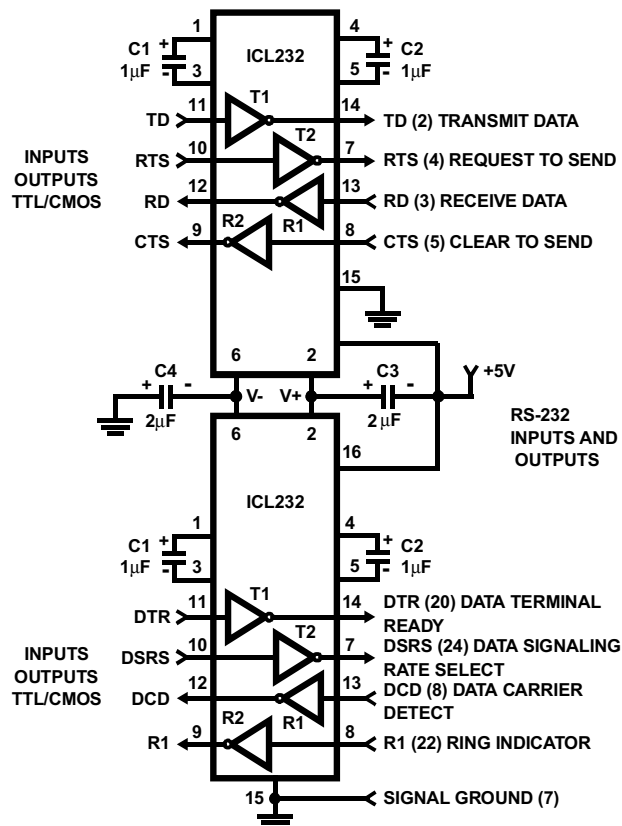 1 ICL232 4
C1 + 1µF - + C2 - 1µF
3 5
T1
TD 11 14 TD (2) TRANSMIT DATA
T2
INPUTS
OUTPUTS
TTL/CMOS
RTS 10 7 RTS (4) REQUEST TO SEND
RD 12 13 RD (3) RECEIVE DATA
R2 R1
CTS 9 8 CTS (5) CLEAR TO SEND
15
6 2
C4 + - 2µF
V- V+
C3 + - 2µF
+5V
RS-232
INPUTS AND
OUTPUTS
6 2
16
ICL232
1 4
C1 + 1µF - + C2 - 1µF
3 5
T1
DTR 11 14 DTR (20) DATA TERMINAL
READY
T2
INPUTS
OUTPUTS
TTL/CMOS
DSRS 10 7 DSRS (24) DATA SIGNALING
RATE SELECT
DCD 12 13 DCD (8) DATA CARRIER
DETECT
R2 R1
R1 9 8 R1 (22) RING INDICATOR
15 SIGNAL GROUND (7)